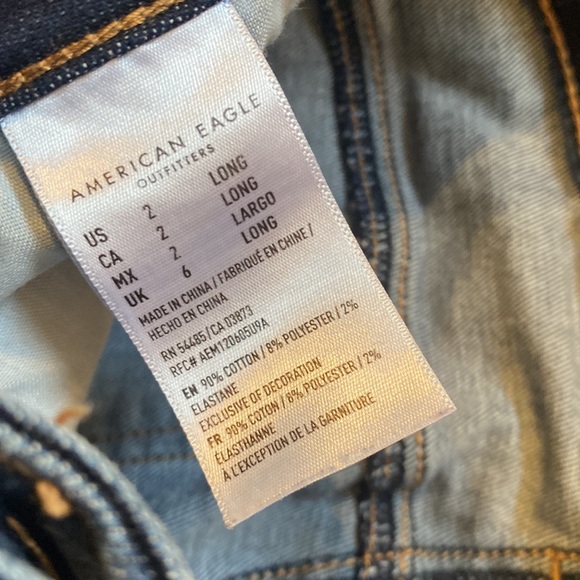 AMERICAN EAGLE
OUTFITTERS
US 2 LONG
CA 2 LONG
MX 2 LARGO
UK 6 LONG
MADE IN CHINA / FABRIQUÉ EN CHINE /
HECHO EN CHINA
RN 54485/CA 03873
RFC# AEM120605U9A
EN 90% COTTON / 8% POLYESTER / 2%
ELASTANE
EXCLUSIVE OF DECORATION
FR 90% COTON / 8% POLYESTER / 2%
ÉLASTHANNE
À L'EXCEPTION DE LA GARNITURE